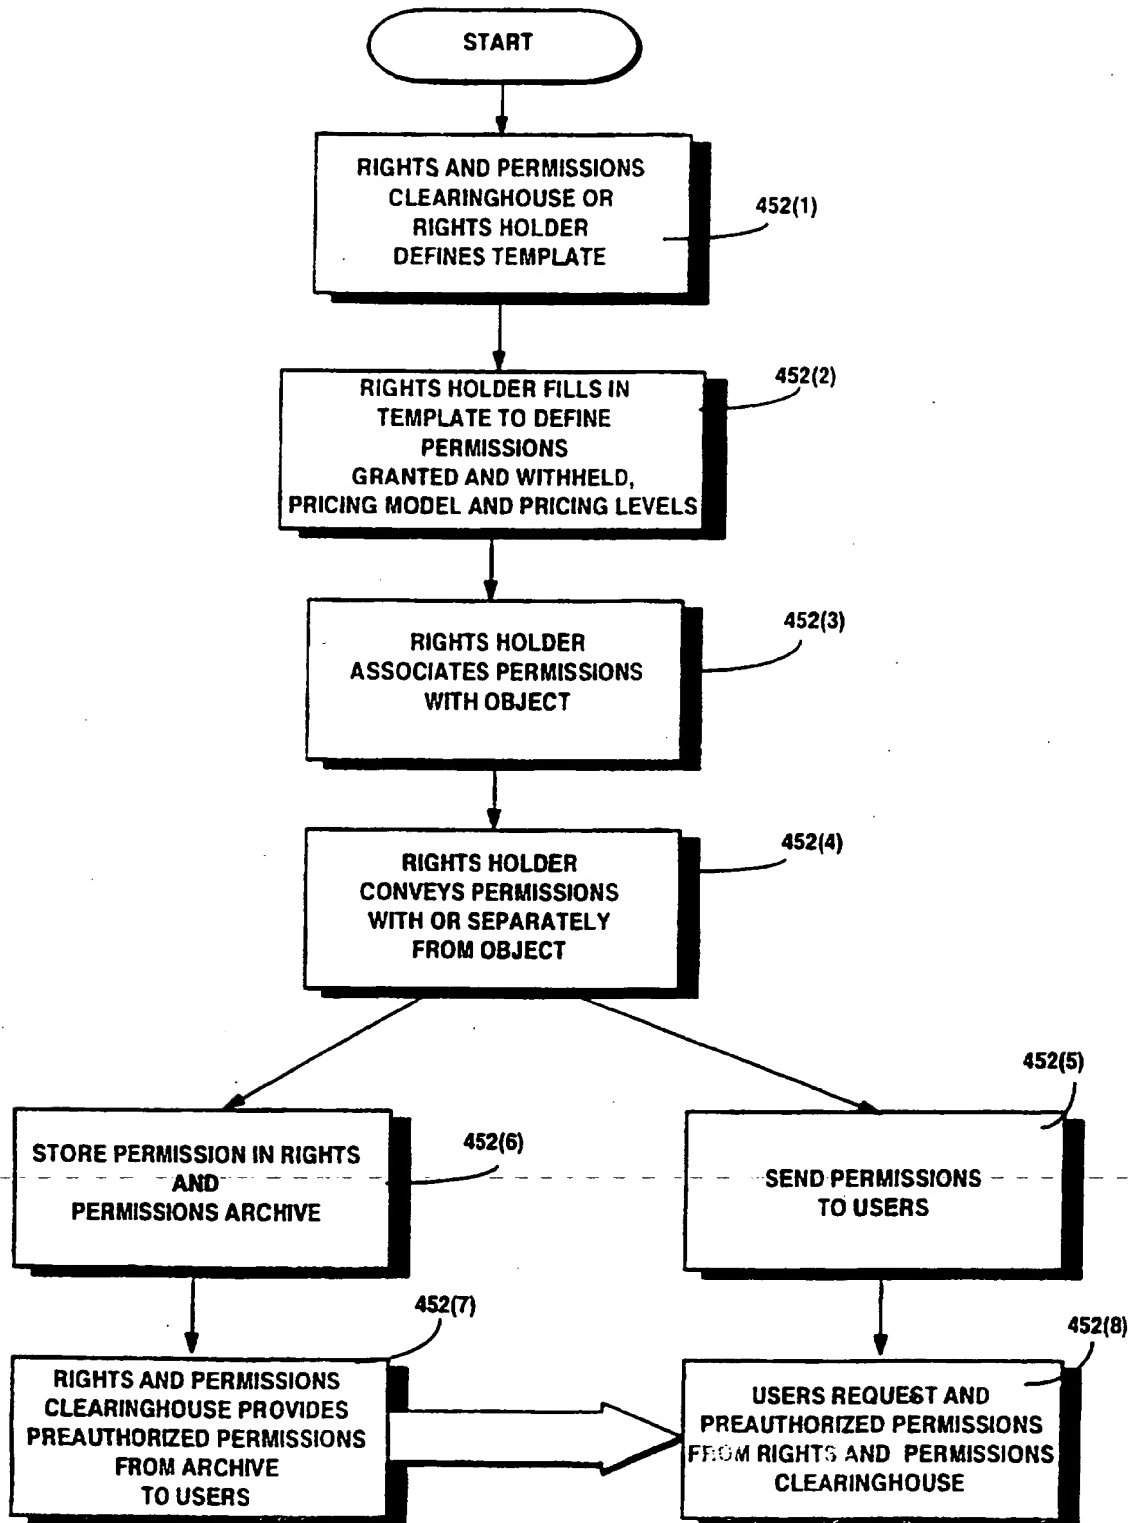 START
RIGHTS AND PERMISSIONS
CLEARINGHOUSE OR
RIGHTS HOLDER
DEFINES TEMPLATE
452(1)
RIGHTS HOLDER FILLS IN
TEMPLATE TO DEFINE
PERMISSIONS
GRANTED AND WITHHELD,
PRICING MODEL AND PRICING LEVELS
452(2)
RIGHTS HOLDER
ASSOCIATES PERMISSIONS
WITH OBJECT
452(3)
RIGHTS HOLDER
CONVEYS PERMISSIONS
WITH OR SEPARATELY
FROM OBJECT
452(4)
STORE PERMISSION IN RIGHTS
AND
PERMISSIONS ARCHIVE
452(6)
SEND PERMISSIONS
TO USERS
452(5)
RIGHTS AND PERMISSIONS
CLEARINGHOUSE PROVIDES
PREAUTHORIZED PERMISSIONS
FROM ARCHIVE
TO USERS
452(7)
USERS REQUEST AND
PREAUTHORIZED PERMISSIONS
FROM RIGHTS AND PERMISSIONS
CLEARINGHOUSE
452(8)